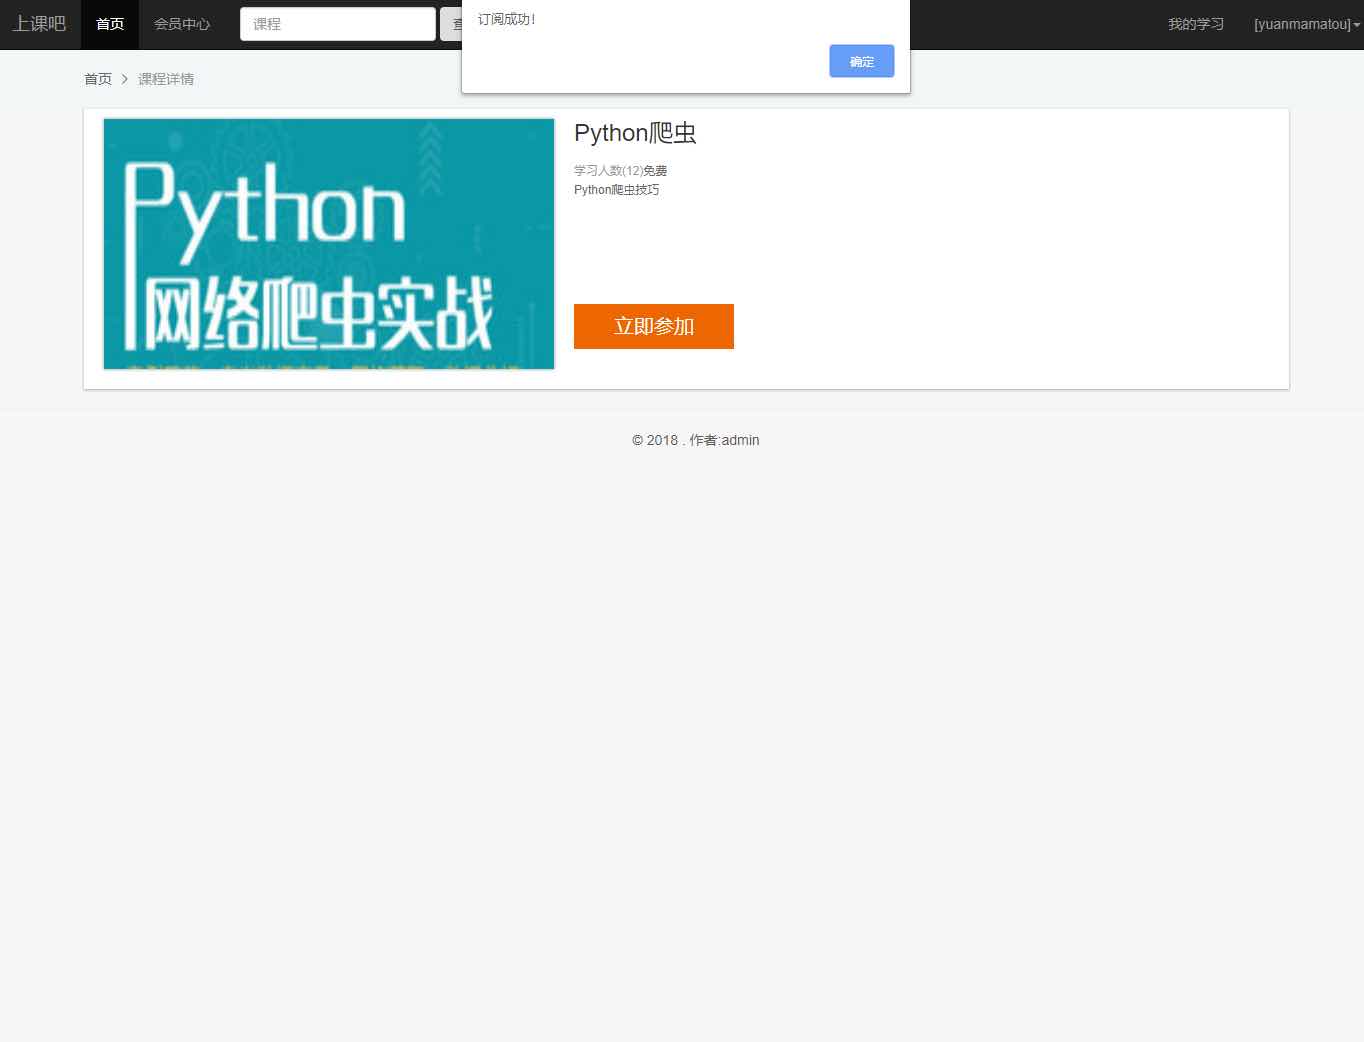 上课吧 首页 会员中心 课程 我的学习 [yuanmamatou]
订阅成功!
确定
首页 > 课程详情
Python
网络爬虫实战
Python爬虫
学习人数(12)免费
Python爬虫技巧
立即参加
© 2018 . 作者:admin